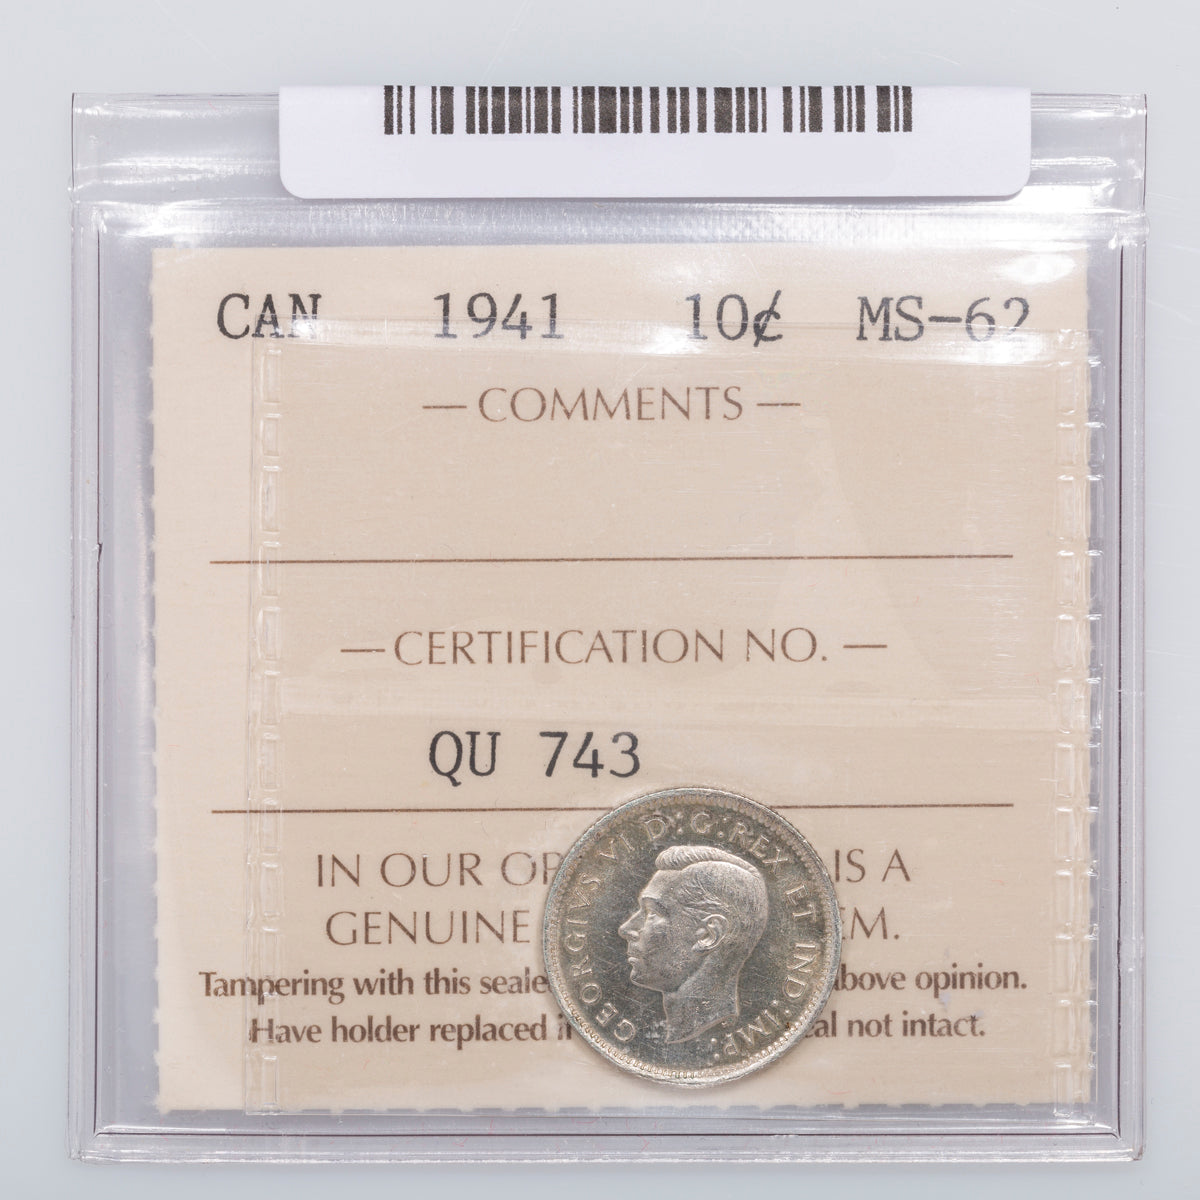 CAN 1941 10¢ MS-62
— COMMENTS —
— CERTIFICATION NO. —
QU 743
IN OUR OP IS A
GENUINE EM.
Tampering with this seale bove opinion.
Have holder replaced i al not intact.
GEORGIVS VI D:G:REX ET IND:IMP: